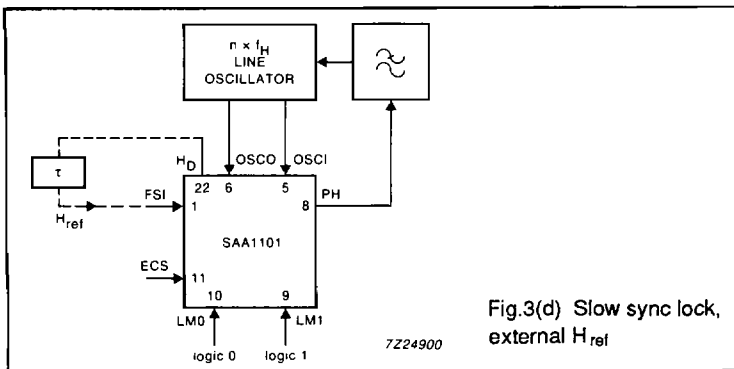 n x fH
LINE
OSCILLATOR
HD
OSCO
OSCI
τ
22
6
5
PH
FSI
1
8
Href
SAA1101
ECS
11
10
9
LM0
LM1
logic 0
logic 1
7Z24900
Fig.3(d) Slow sync lock,
external Href